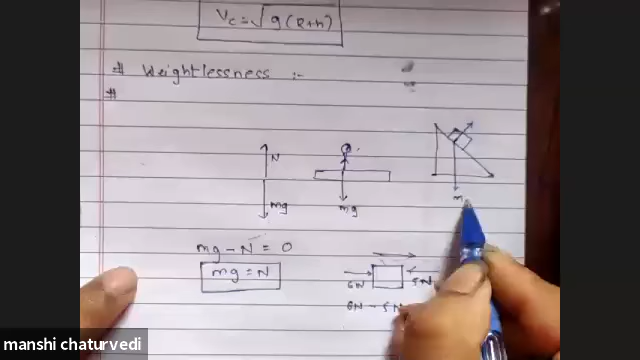 Vc = √g(R+h)
# Weightlessness :-
#
N
mg
mg
m
mg - N = 0
mg = N
6N
5N
6N - 5N
manshi chaturvedi